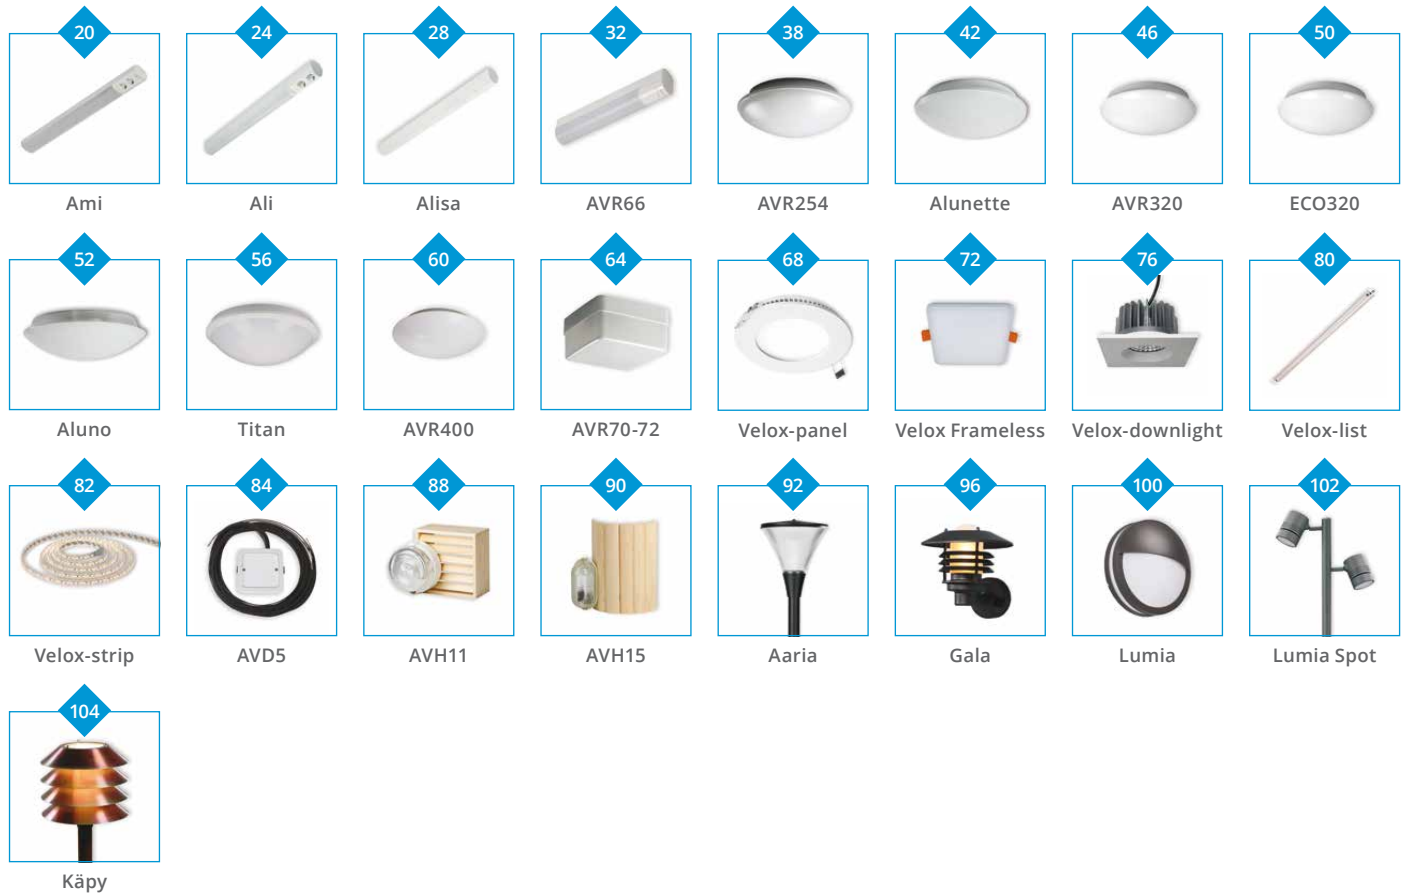 20 24 28 32 38 42 46 50
Ami Ali Alisa AVR66 AVR254 Alunette AVR320 ECO320
52 56 60 64 68 72 76 80
Aluno Titan AVR400 AVR70-72 Velox-panel Velox Frameless Velox-downlight Velox-list
82 84 88 90 92 96 100 102
Velox-strip AVD5 AVH11 AVH15 Aaria Gala Lumia Lumia Spot
104
Käpy